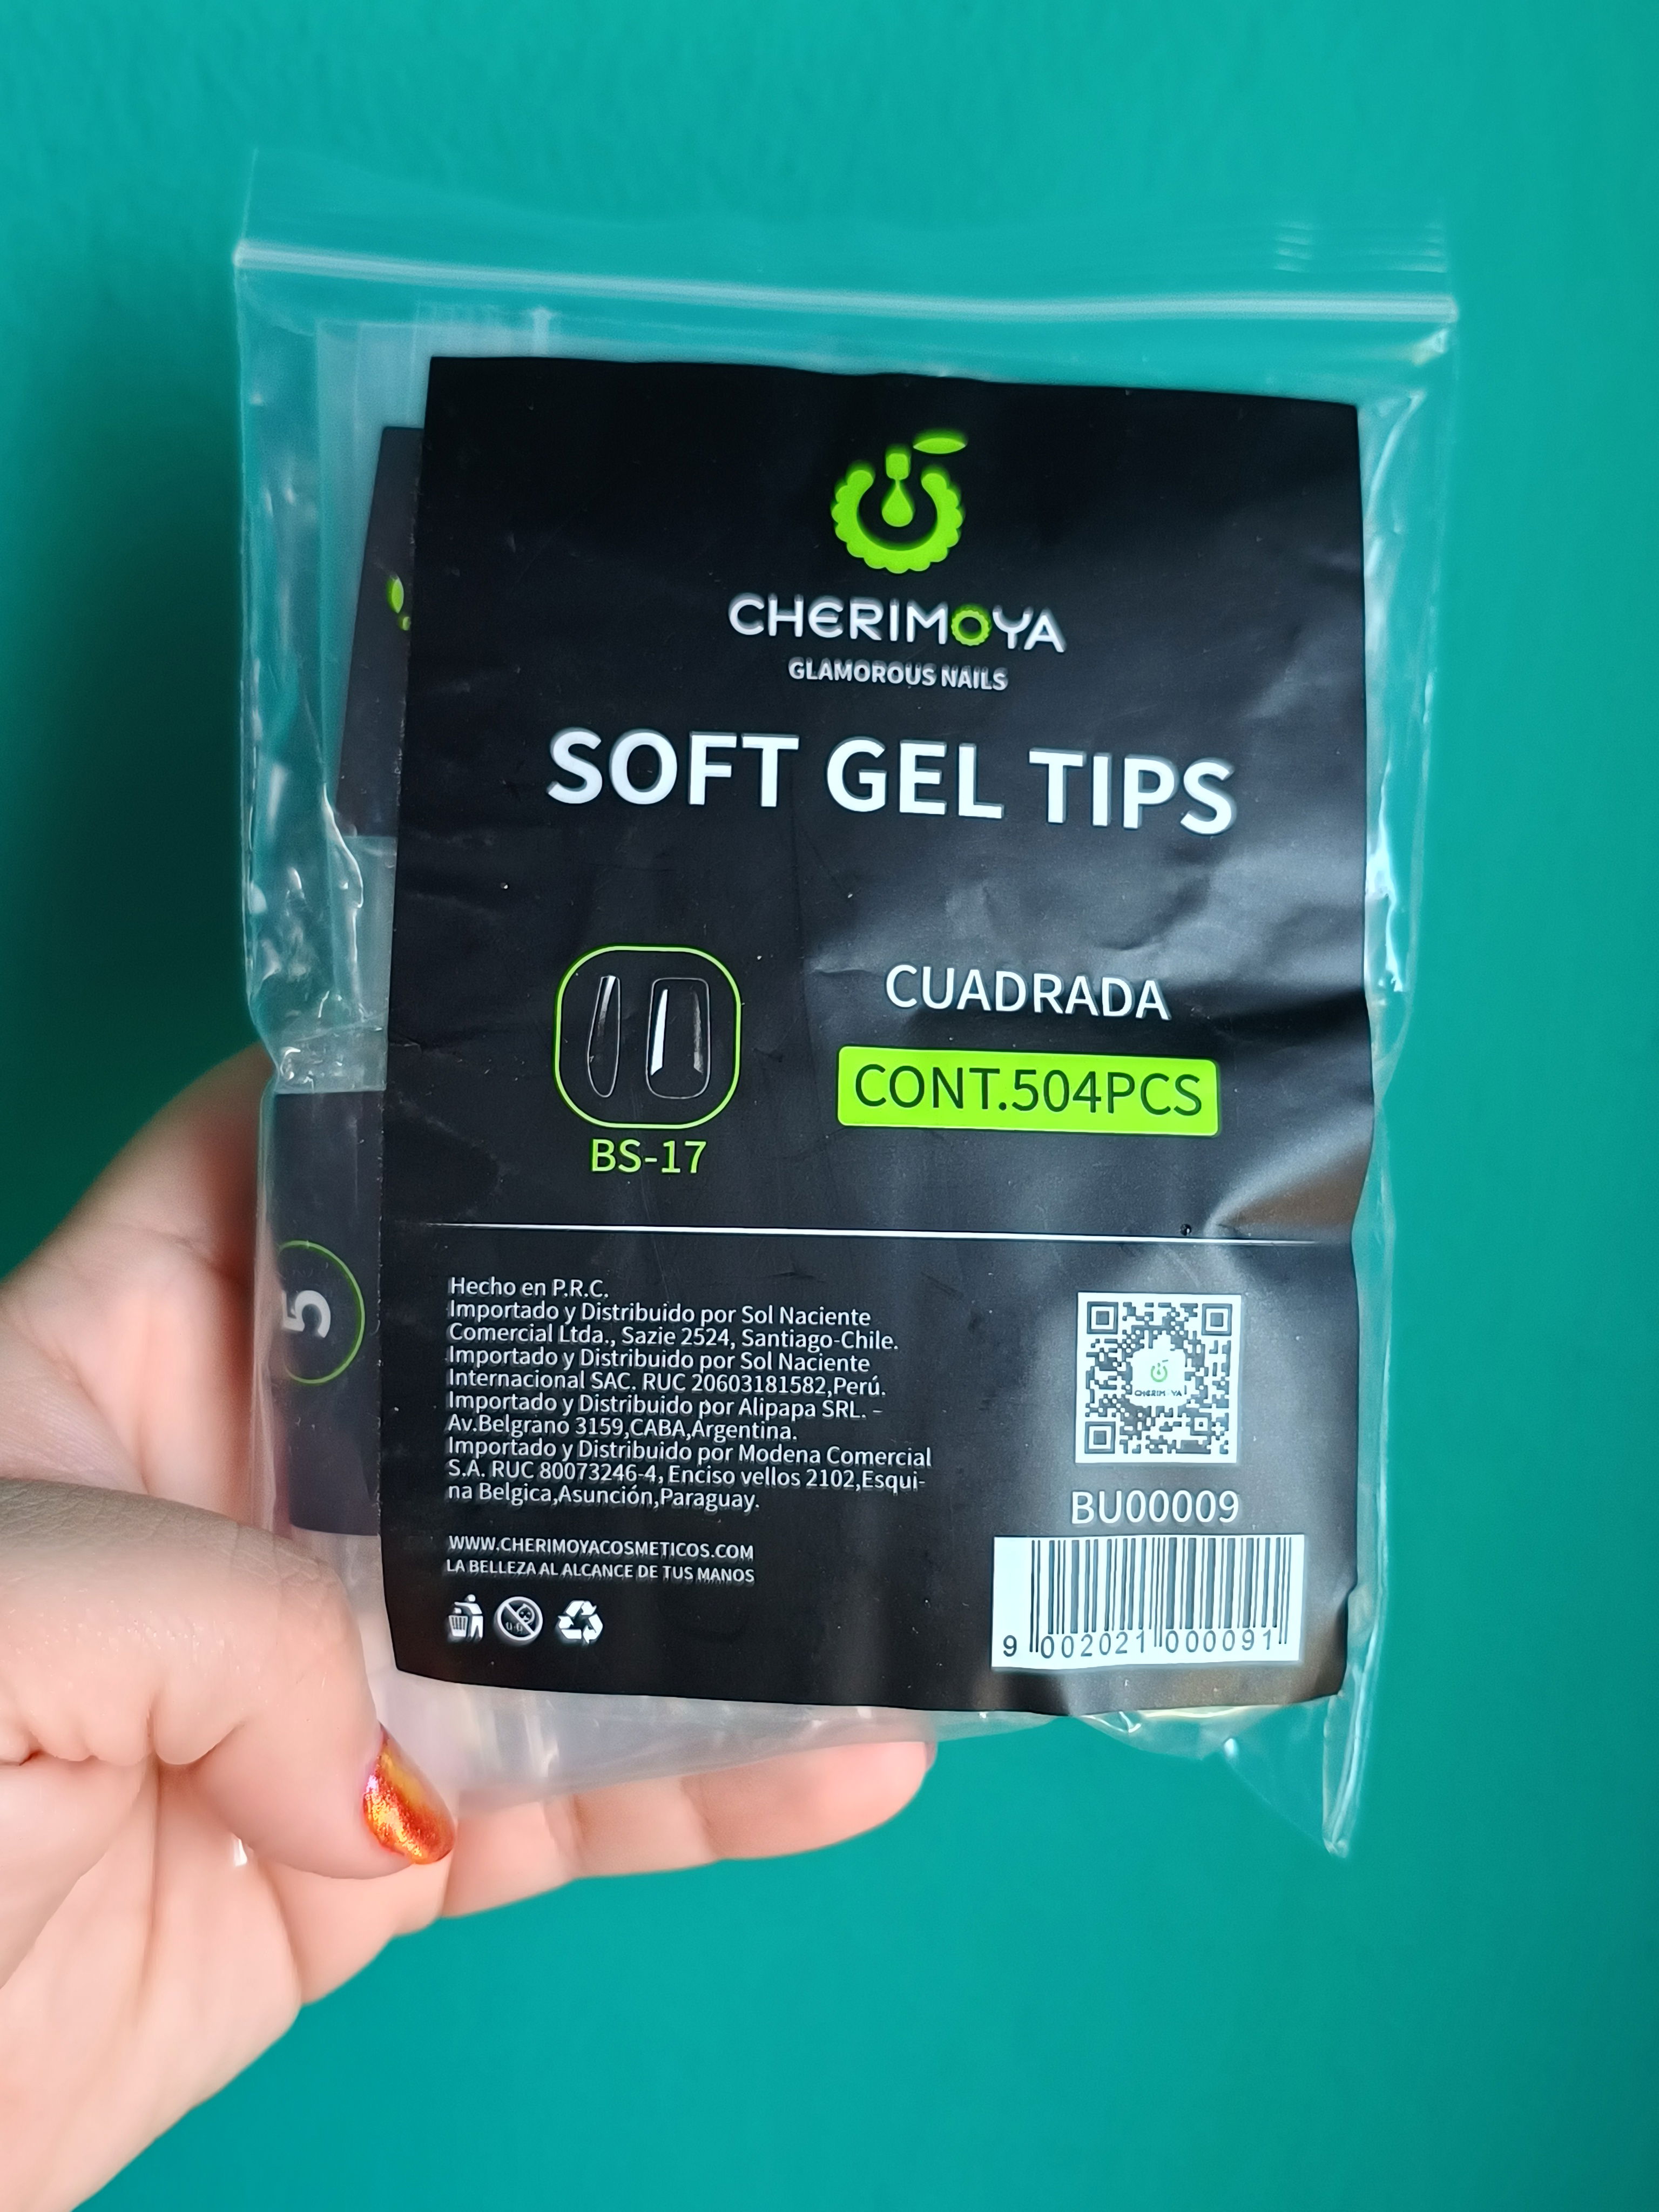 CHERIMOYA
GLAMOROUS NAILS
SOFT GEL TIPS
CUADRADA
CONT.504PCS
BS-17
5
Hecho en P.R.C.
Importado y Distribuido por Sol Naciente
Comercial Ltda., Sazie 2524, Santiago-Chile.
Importado y Distribuido por Sol Naciente
Internacional SAC. RUC 20603181582,Perú.
Importado y Distribuido por Alipapa SRL. –
Av.Belgrano 3159,CABA,Argentina.
Importado y Distribuido por Modena Comercial
S.A. RUC 80073246-4, Enciso vellos 2102,Esqui-
na Belgica,Asunción,Paraguay.
WWW.CHERIMOYACOSMETICOS.COM
LA BELLEZA AL ALCANCE DE TUS MANOS
CHERIMOYA
BU00009
9 002021 000091